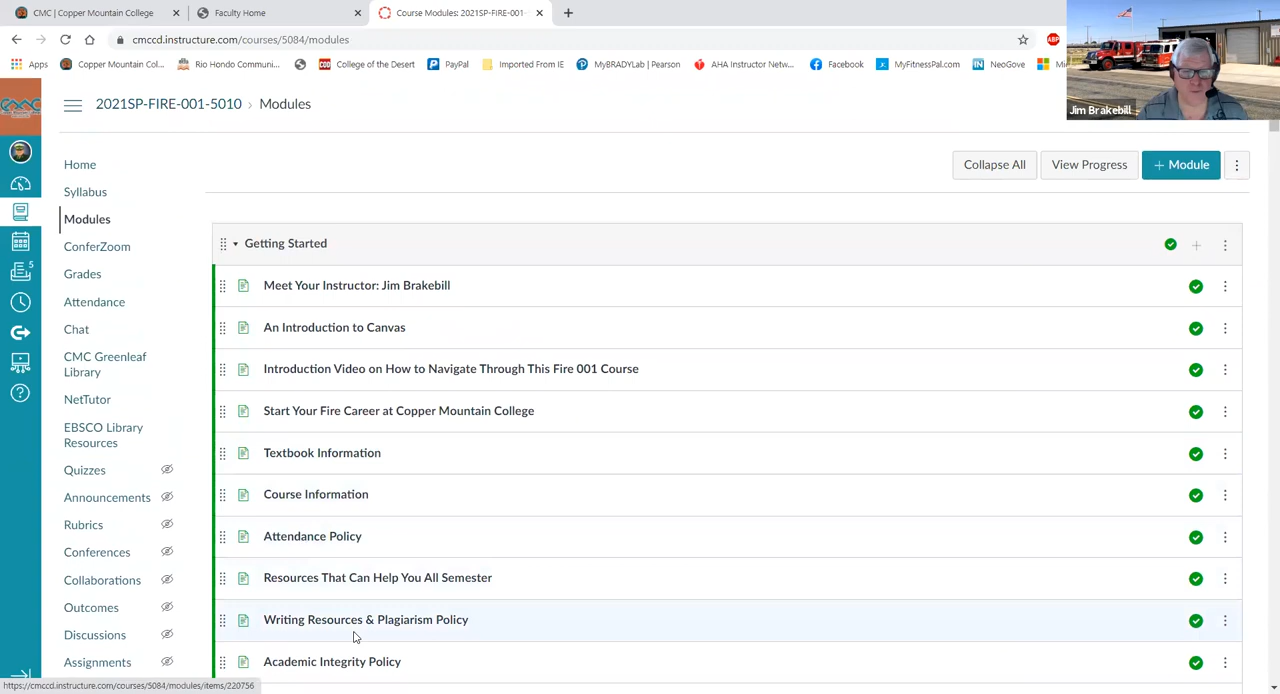 CMC | Copper Mountain College
Faculty Home
Course Modules: 2021SP-FIRE-001-
cmccd.instructure.com/courses/5084/modules
ABP
Apps
Copper Mountain Col...
Rio Hondo Communi...
COD
College of the Desert
PayPal
Imported From IE
MyBRADYLab | Pearson
AHA Instructor Netw...
Facebook
MyFitnessPal.com
NeoGove
Jim Brakebill
CMC
2021SP-FIRE-001-5010 › Modules
5
Home
Syllabus
Modules
ConferZoom
Grades
Attendance
Chat
CMC Greenleaf
Library
NetTutor
EBSCO Library
Resources
Quizzes
Announcements
Rubrics
Conferences
Collaborations
Outcomes
Discussions
Assignments
Collapse All
View Progress
+ Module
Getting Started
Meet Your Instructor: Jim Brakebill
An Introduction to Canvas
Introduction Video on How to Navigate Through This Fire 001 Course
Start Your Fire Career at Copper Mountain College
Textbook Information
Course Information
Attendance Policy
Resources That Can Help You All Semester
Writing Resources & Plagiarism Policy
Academic Integrity Policy
https://cmccd.instructure.com/courses/5084/modules/items/220756